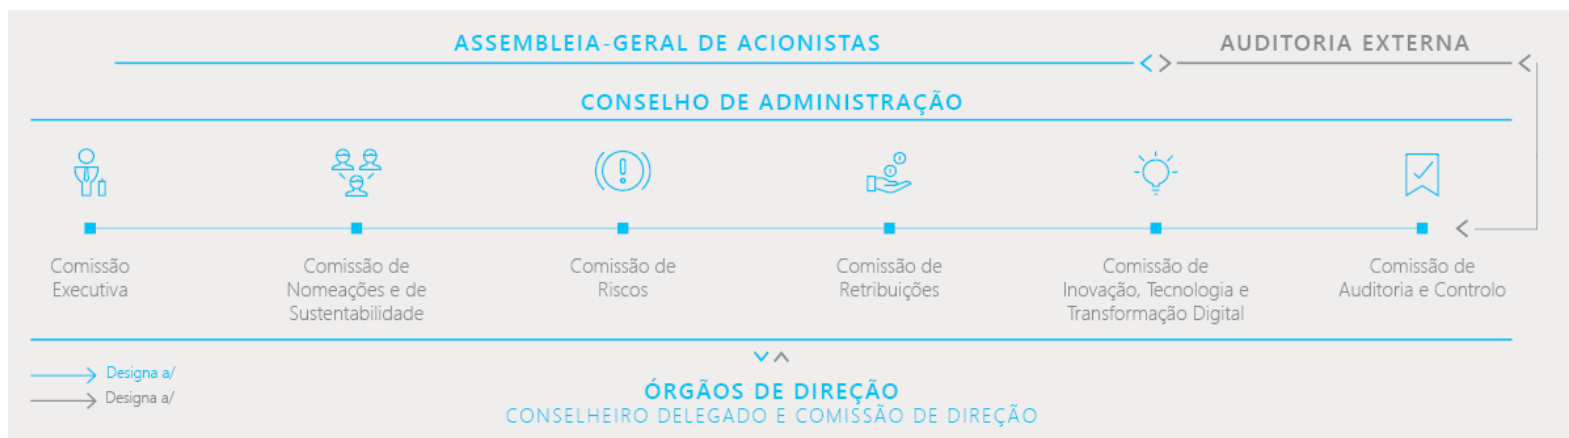 ASSEMBLEIA-GERAL DE ACIONISTAS
AUDITORIA EXTERNA
CONSELHO DE ADMINISTRAÇÃO
Comissão
Executiva
Comissão de
Nomeações e de
Sustentabilidade
Comissão de
Riscos
Comissão de
Retribuições
Comissão de
Inovação, Tecnologia e
Transformação Digital
Comissão de
Auditoria e Controlo
Designa a/
Designa a/
ÓRGÃOS DE DIREÇÃO
CONSELHEIRO DELEGADO E COMISSÃO DE DIREÇÃO